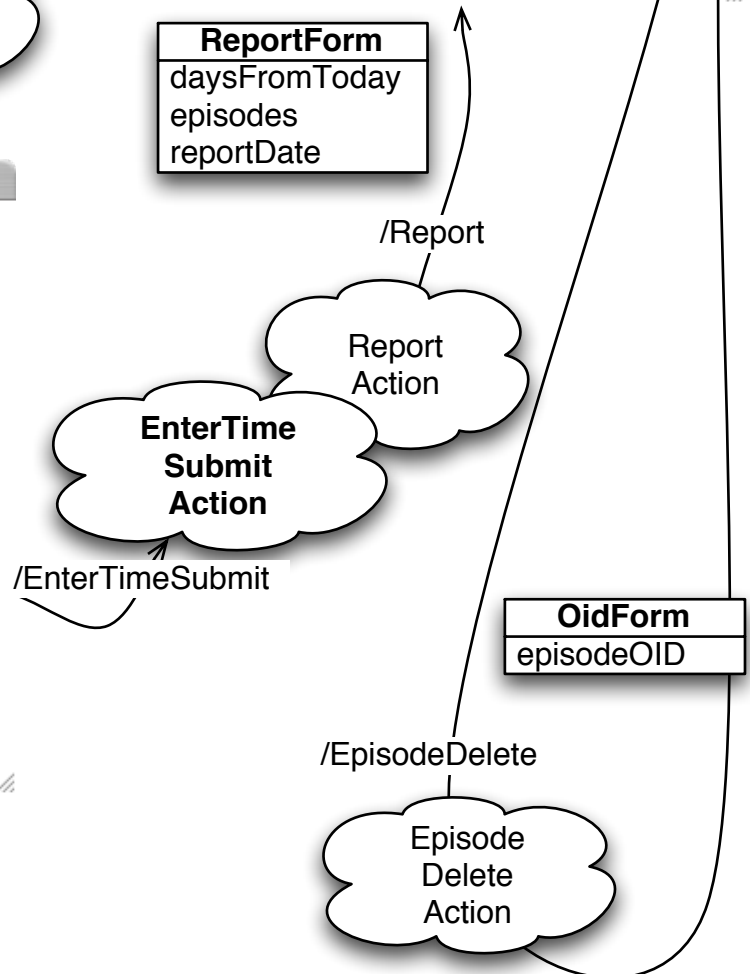 ReportForm
daysFromToday
episodes
reportDate
/Report
Report
Action
EnterTime
Submit
Action
/EnterTimeSubmit
OidForm
episodeOID
/EpisodeDelete
Episode
Delete
Action